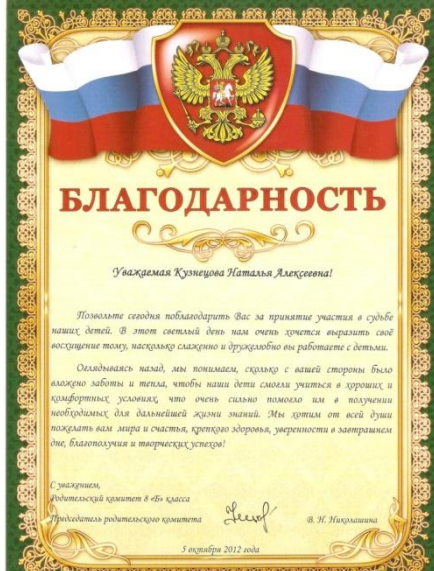 БЛАГОДАРНОСТЬ
Уважаемая Кузнецова Наталья Алексеевна!
Позвольте сегодня поблагодарить Вас за принятие участия в судьбе
наших детей. В этот светлый день нам очень хочется выразить своё
восхищение тому, насколько слаженно и дружелюбно вы работаете с детьми.
Оглядываясь назад, мы понимаем, сколько с вашей стороны было
вложено заботы и тепла, чтобы наши дети смогли учиться в хороших и
комфортных условиях, что очень сильно помогло им в получении
необходимых для дальнейшей жизни знаний. Мы хотим от всей души
пожелать вам мира и счастья, крепкого здоровья, уверенности в завтрашнем
дне, благополучия и творческих успехов!
С уважением,
Родительский комитет 8 «Б» класса
Председатель родительского комитета В. Н. Николашина
5 октября 2012 года